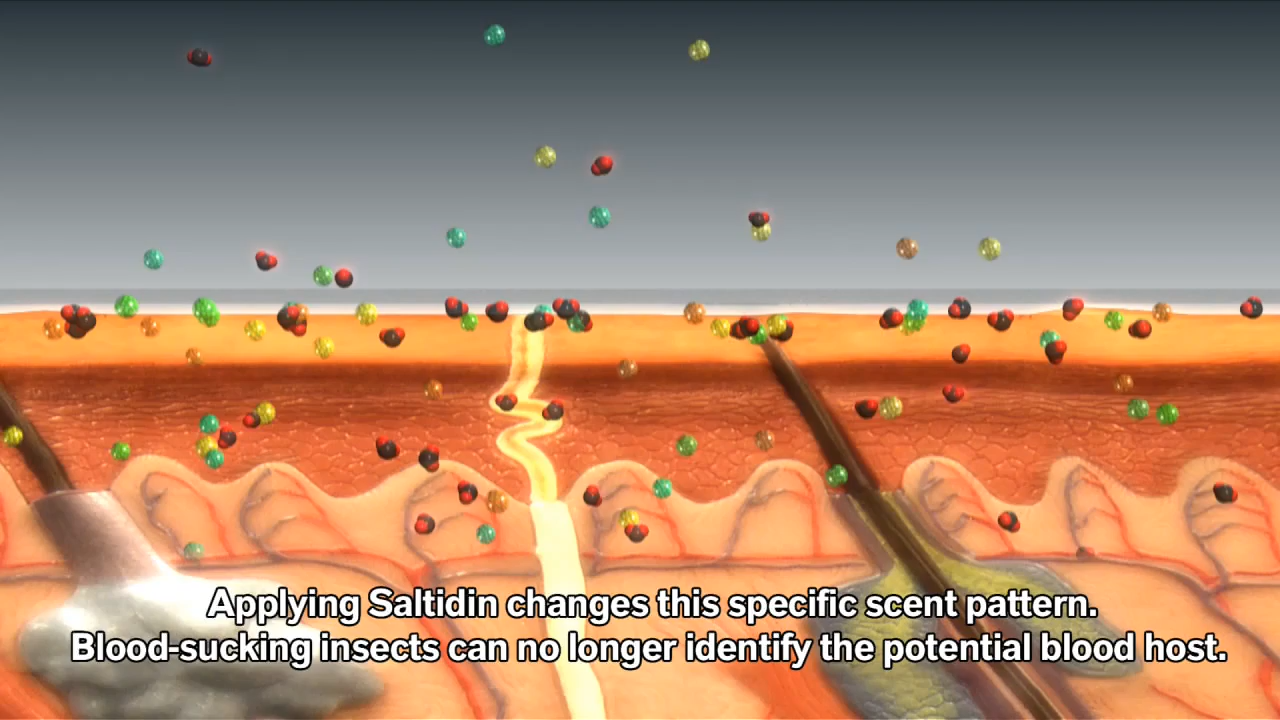 Applying Saltidin changes this specific scent pattern.
Blood-sucking insects can no longer identify the potential blood host.